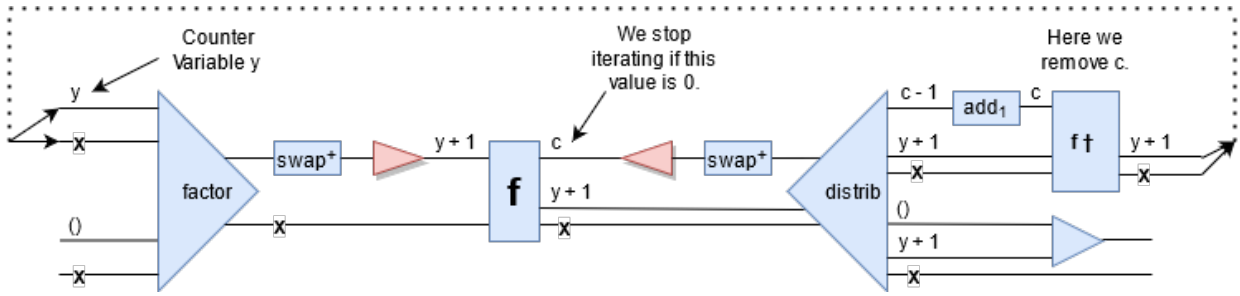 Counter
Variable y
We stop
iterating if this
value is 0.
Here we
remove c.
y
x
()
x
factor
swap⁺
x
y + 1
f
c
y + 1
x
swap⁺
distrib
c - 1
add₁
c
y + 1
x
()
y + 1
x
f†
y + 1
x